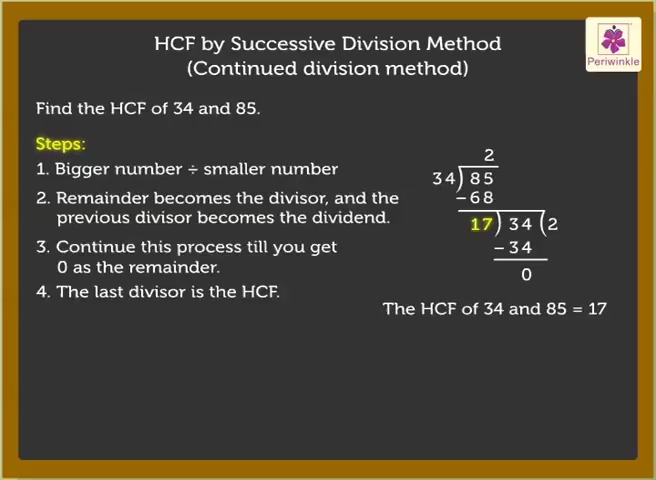 HCF by Successive Division Method
(Continued division method)
Periwinkle
Find the HCF of 34 and 85.
Steps:
1. Bigger number ÷ smaller number
2. Remainder becomes the divisor, and the
previous divisor becomes the dividend.
3. Continue this process till you get
0 as the remainder.
4. The last divisor is the HCF.
2
34) 85
–68
17) 34 (2
–34
0
The HCF of 34 and 85 = 17